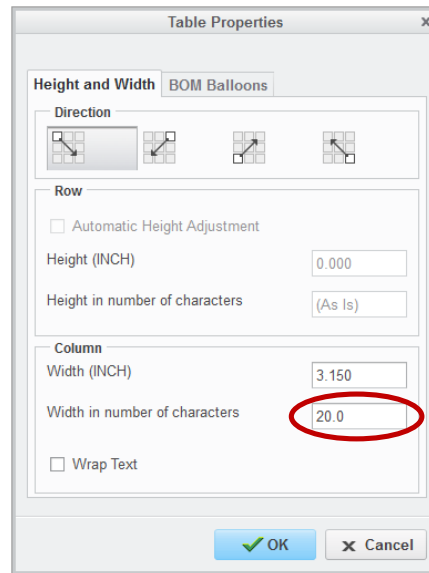 Table Properties x
Height and Width BOM Balloons
Direction
Row
Automatic Height Adjustment
Height (INCH) 0.000
Height in number of characters (As Is)
Column
Width (INCH) 3.150
Width in number of characters 20.0
Wrap Text
OK x Cancel